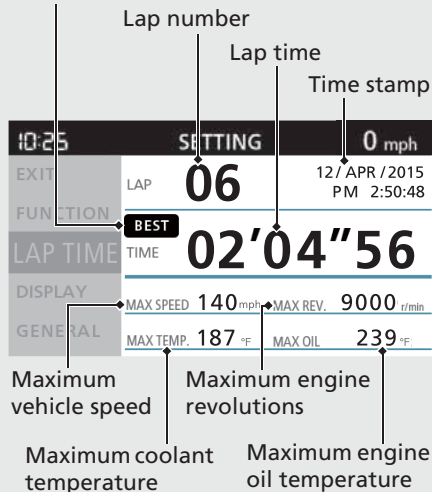 Lap number
Lap time
Time stamp
10:25 SETTING 0 mph
EXIT
FUNCTION
LAP TIME
DISPLAY
GENERAL
LAP 06 12/ APR /2015
PM 2:50:48
BEST
TIME 02'04"56
MAX SPEED 140 mph MAX REV. 9000 r/min
MAX TEMP. 187 °F MAX OIL 239 °F
Maximum
vehicle speed
Maximum engine
revolutions
Maximum coolant
temperature
Maximum engine
oil temperature